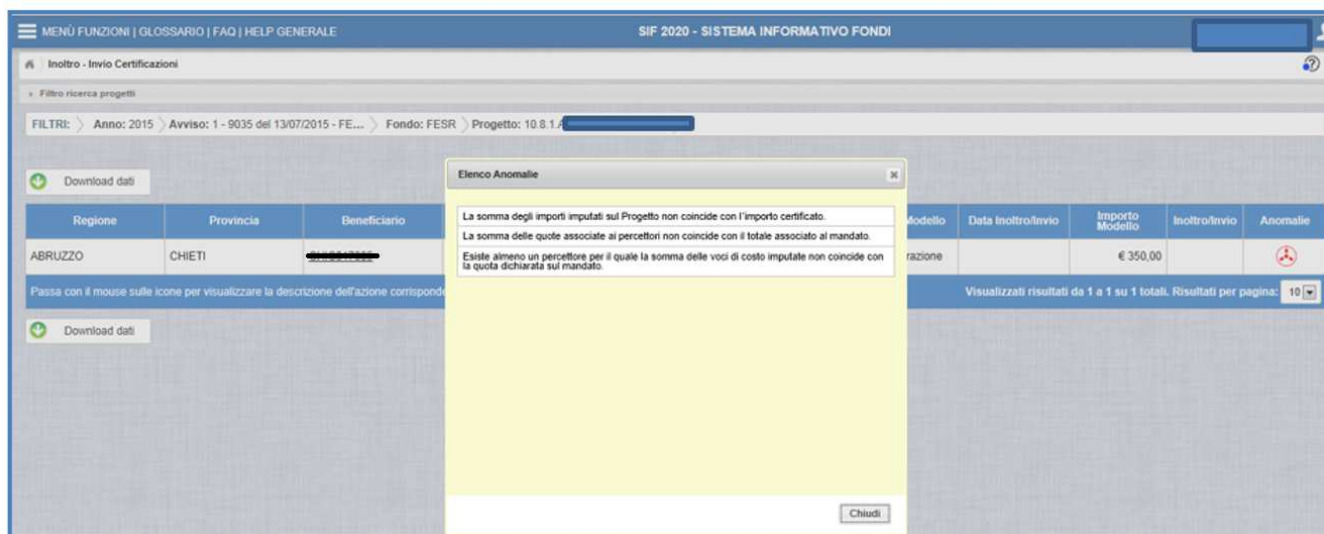 MENÙ FUNZIONI | GLOSSARIO | FAQ | HELP GENERALE
SIF 2020 - SISTEMA INFORMATIVO FONDI
Inoltro - Invio Certificazioni
Filtro ricerca progetti
FILTRI: Anno: 2015 Avviso: 1 - 9035 del 13/07/2015 - FE... Fondo: FESR Progetto: 10.8.1.
Download dati
Elenco Anomalie
La somma degli importi imputati sul Progetto non coincide con l'importo certificato.
La somma delle quote associate ai percettori non coincide con il totale associato al mandato.
Esiste almeno un percettore per il quale la somma delle voci di costo imputate non coincide con
la quota dichiarata sul mandato.
Chiudi
Regione Provincia Beneficiario Modello Data Inoltro/Invio Importo Modello Inoltro/Invio Anomalie
ABRUZZO CHIETI razione € 350,00
Passa con il mouse sulle icone per visualizzare la descrizione dell'azione corrisponde
Visualizzati risultati da 1 a 1 su 1 totali. Risultati per pagina: 10
Download dati